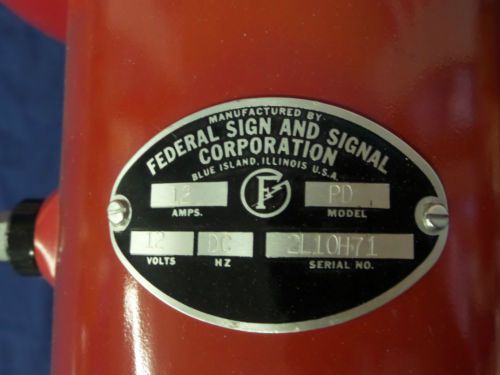 MANUFACTURED BY
FEDERAL SIGN AND SIGNAL
CORPORATION
BLUE ISLAND, ILLINOIS U.S.A.
12 PD
AMPS. MODEL
12 DC 2L10H71
VOLTS HZ SERIAL NO.